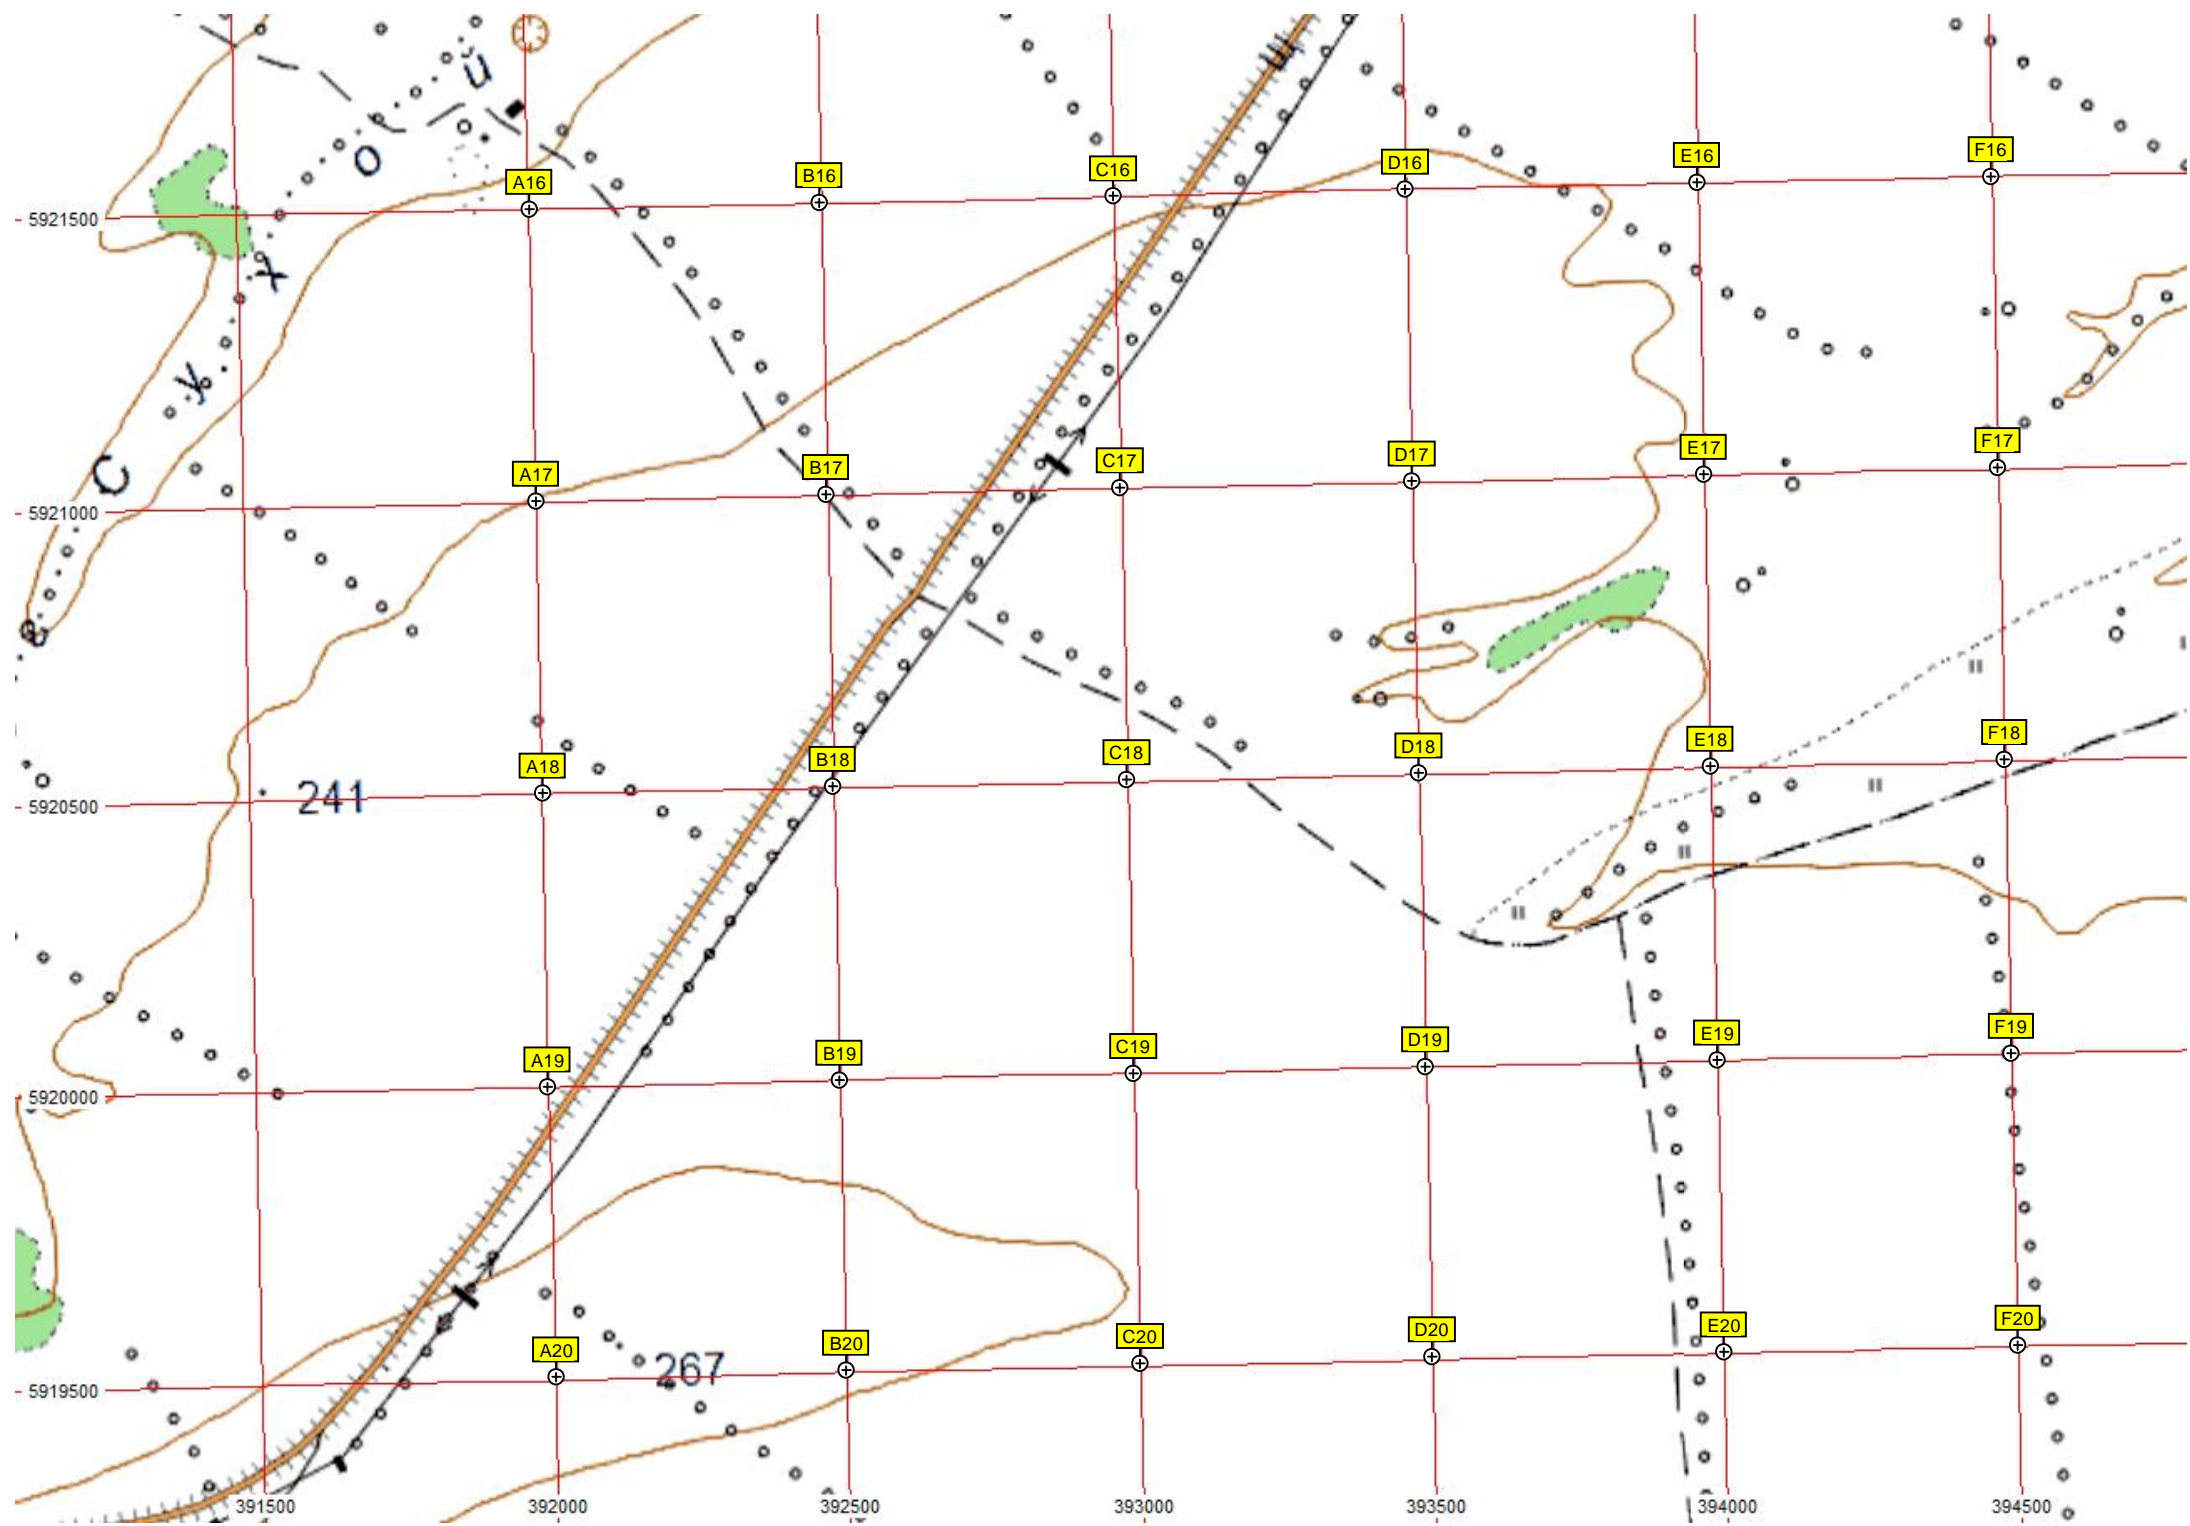 й
о
х
у
С
Щ
A16 B16 C16 D16 E16 F16
5921500
A17 B17 C17 D17 E17 F17
5921000
A18 B18 C18 D18 E18 F18
241
5920500
A19 B19 C19 D19 E19 F19
5920000
A20 B20 C20 D20 E20 F20
267
5919500
391500 392000 392500 393000 393500 394000 394500